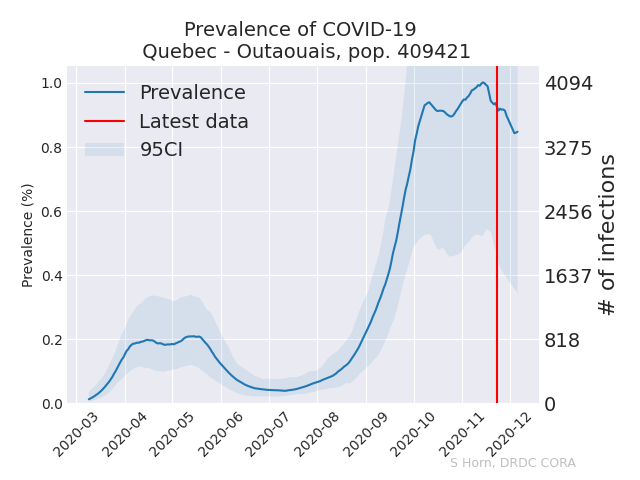 Prevalence of COVID-19
Quebec - Outaouais, pop. 409421
Prevalence
Latest data
95CI
Prevalence (%)
1.0
0.8
0.6
0.4
0.2
0.0
# of infections
4094
3275
2456
1637
818
0
2020-03
2020-04
2020-05
2020-06
2020-07
2020-08
2020-09
2020-10
2020-11
2020-12
S Horn, DRDC CORA